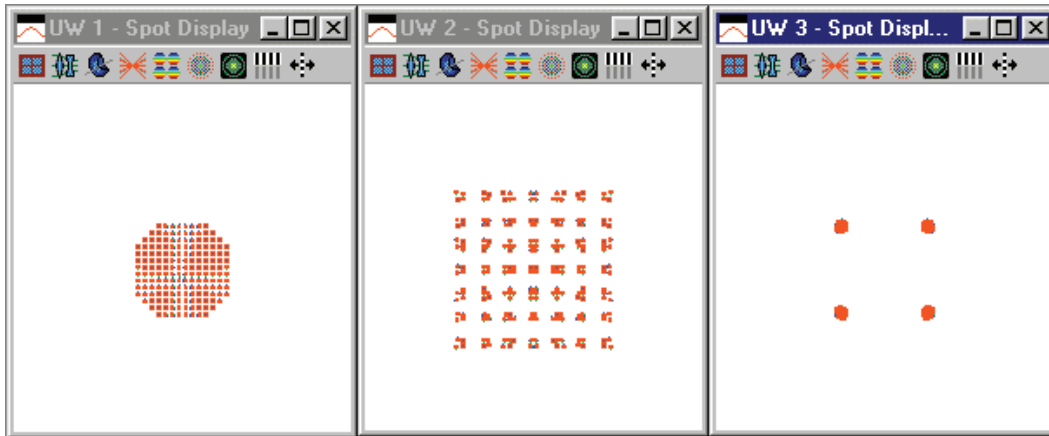 UW 1 - Spot Display
UW 2 - Spot Display
UW 3 - Spot Displ...